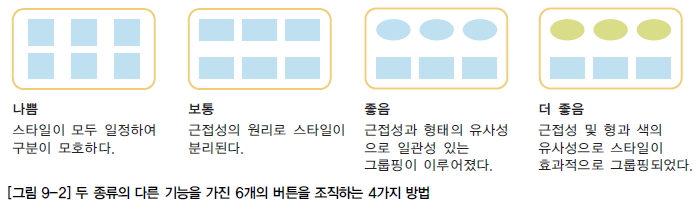 나쁨
스타일이 모두 일정하여
구분이 모호하다.
보통
근접성의 원리로 스타일이
분리된다.
좋음
근접성과 형태의 유사성
으로 일관성 있는
그룹핑이 이루어졌다.
더 좋음
근접성 및 형과 색의
유사성으로 스타일이
효과적으로 그룹핑되었다.
[그림 9-2] 두 종류의 다른 기능을 가진 6개의 버튼을 조직하는 4가지 방법